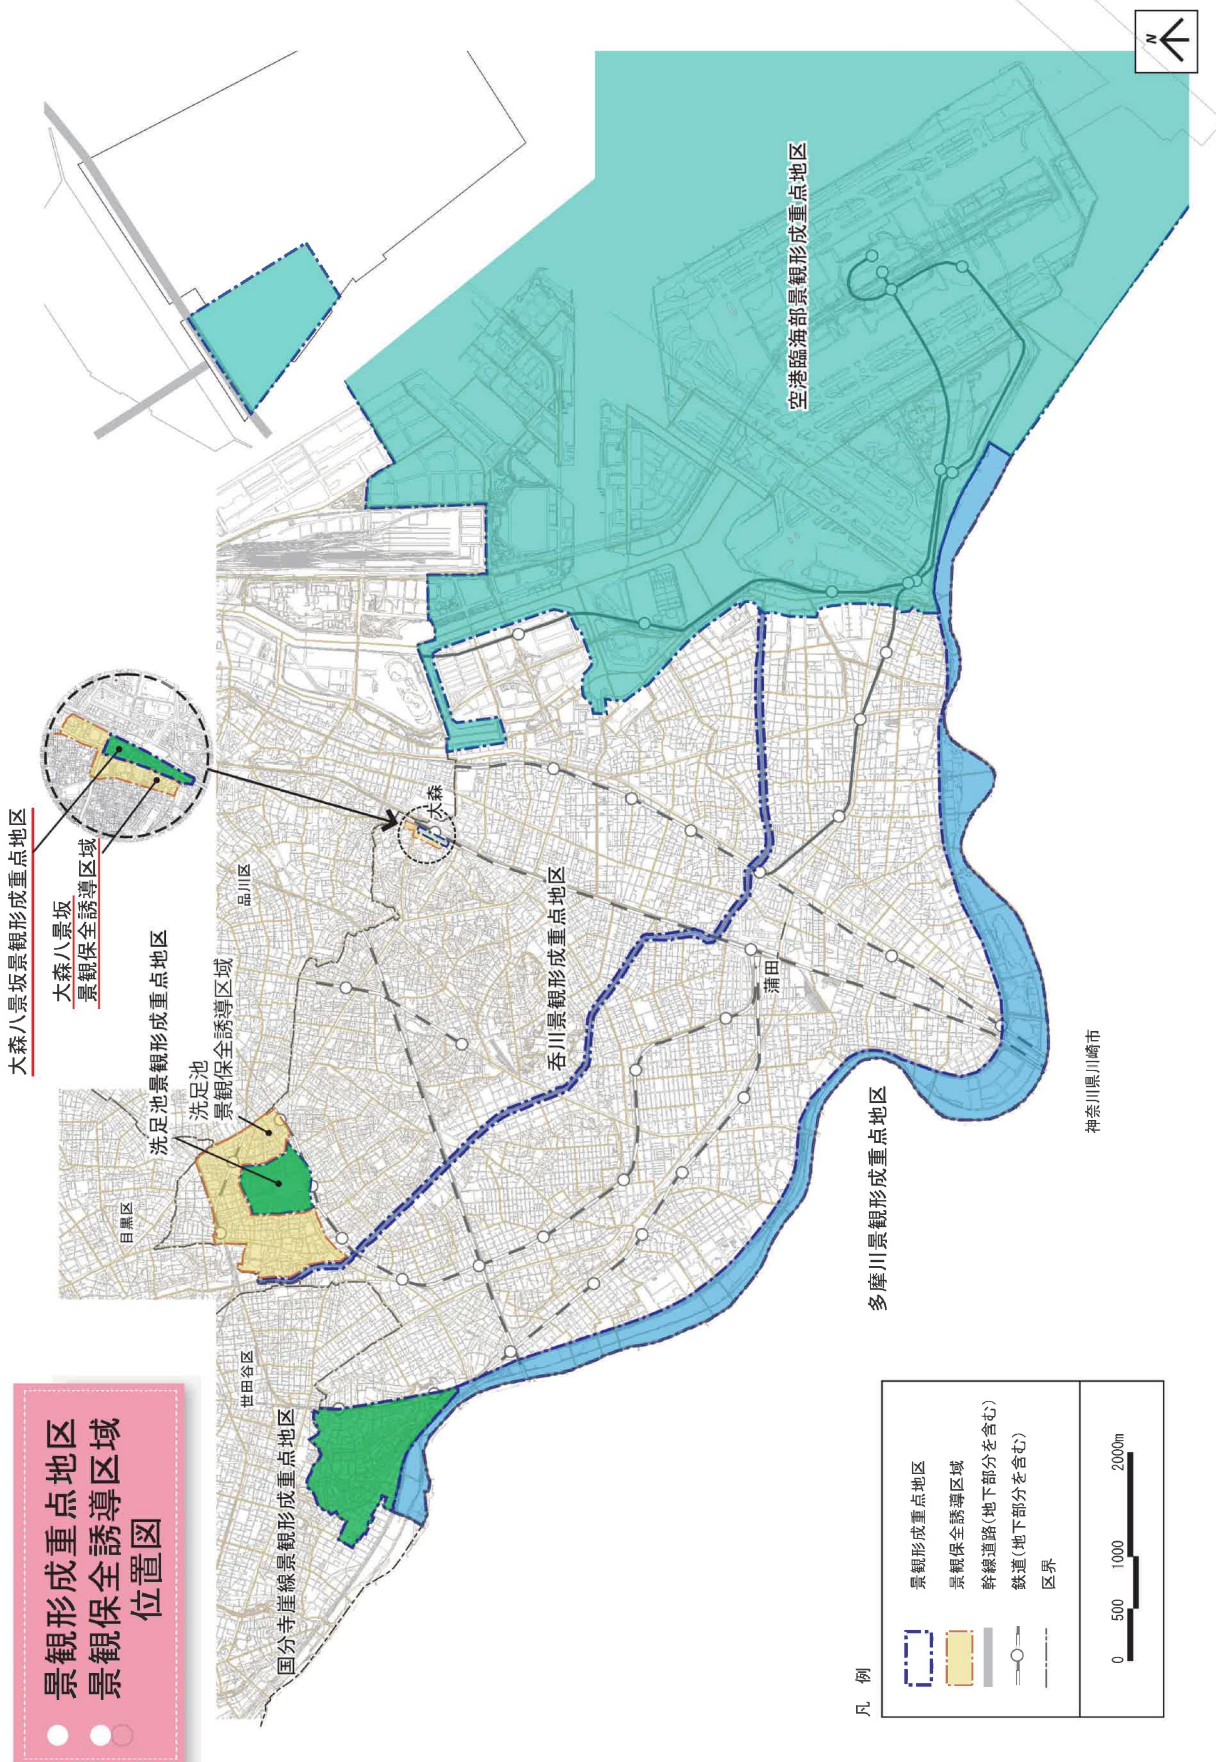 景観形成重点地区
景観保全誘導区域
位置図
大森八景坂景観形成重点地区
大森八景坂
景観保全誘導区域
洗足池景観形成重点地区
洗足池
景観保全誘導区域
国分寺崖線景観形成重点地区
世田谷区
目黒区
品川区
大森
呑川景観形成重点地区
空港臨海部景観形成重点地区
蒲田
多摩川景観形成重点地区
神奈川県川崎市
N
凡 例
景観形成重点地区
景観保全誘導区域
幹線道路(地下部分を含む)
鉄道(地下部分を含む)
区界
0 500 1000 2000m